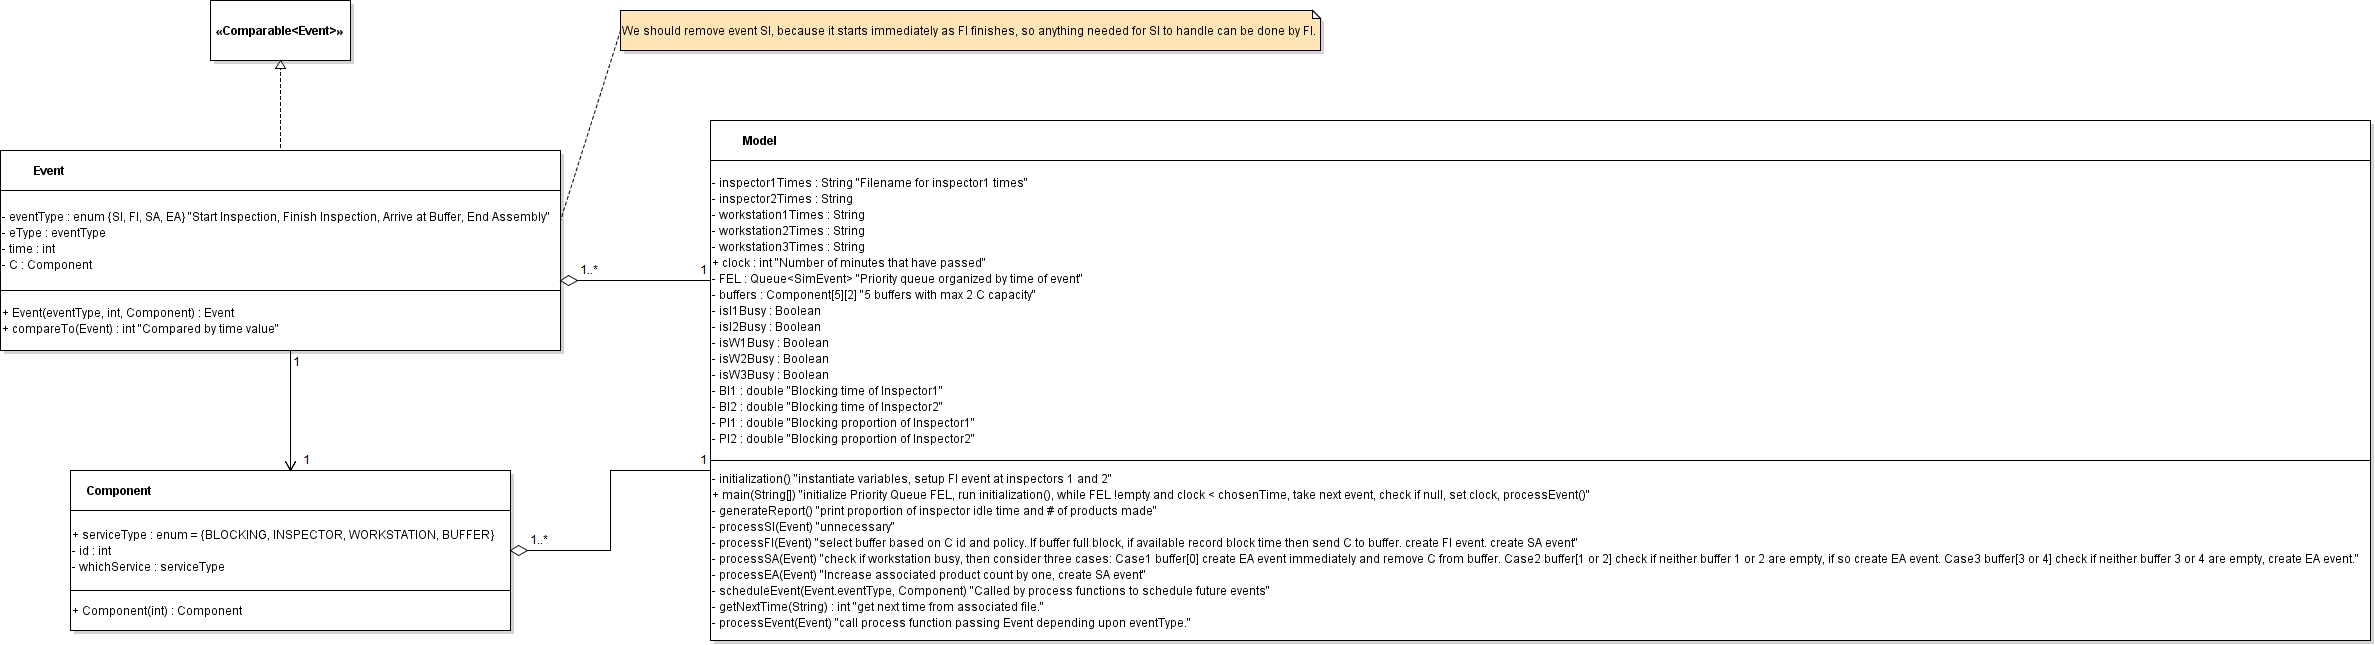 «Comparable<Event>»
We should remove event SI, because it starts immediately as FI finishes, so anything needed for SI to handle can be done by FI.
Event
- eventType : enum {SI, FI, SA, EA} "Start Inspection, Finish Inspection, Arrive at Buffer, End Assembly"
- eType : eventType
- time : int
- C : Component
+ Event(eventType, int, Component) : Event
+ compareTo(Event) : int "Compared by time value"
1..*
1
1
1
Component
+ serviceType : enum = {BLOCKING, INSPECTOR, WORKSTATION, BUFFER}
- id : int
- whichService : serviceType
+ Component(int) : Component
1..*
1
Model
- inspector1Times : String "Filename for inspector1 times"
- inspector2Times : String
- workstation1Times : String
- workstation2Times : String
- workstation3Times : String
+ clock : int "Number of minutes that have passed"
- FEL : Queue<SimEvent> "Priority queue organized by time of event"
- buffers : Component[5][2] "5 buffers with max 2 C capacity"
- isI1Busy : Boolean
- isI2Busy : Boolean
- isW1Busy : Boolean
- isW2Busy : Boolean
- isW3Busy : Boolean
- BI1 : double "Blocking time of Inspector1"
- BI2 : double "Blocking time of Inspector2"
- PI1 : double "Blocking proportion of Inspector1"
- PI2 : double "Blocking proportion of Inspector2"
- initialization() "instantiate variables, setup FI event at inspectors 1 and 2"
+ main(String[]) "initialize Priority Queue FEL, run initialization(), while FEL !empty and clock < chosenTime, take next event, check if null, set clock, processEvent()"
- generateReport() "print proportion of inspector idle time and # of products made"
- processSI(Event) "unnecessary"
- processFI(Event) "select buffer based on C id and policy. If buffer full block, if available record block time then send C to buffer. create FI event. create SA event"
- processSA(Event) "check if workstation busy, then consider three cases: Case1 buffer[0] create EA event immediately and remove C from buffer. Case2 buffer[1 or 2] check if neither buffer 1 or 2 are empty, if so create EA event. Case3 buffer[3 or 4] check if neither buffer 3 or 4 are empty, create EA event."
- processEA(Event) "Increase associated product count by one, create SA event"
- scheduleEvent(Event.eventType, Component) "Called by process functions to schedule future events"
- getNextTime(String) : int "get next time from associated file."
- processEvent(Event) "call process function passing Event depending upon eventType."